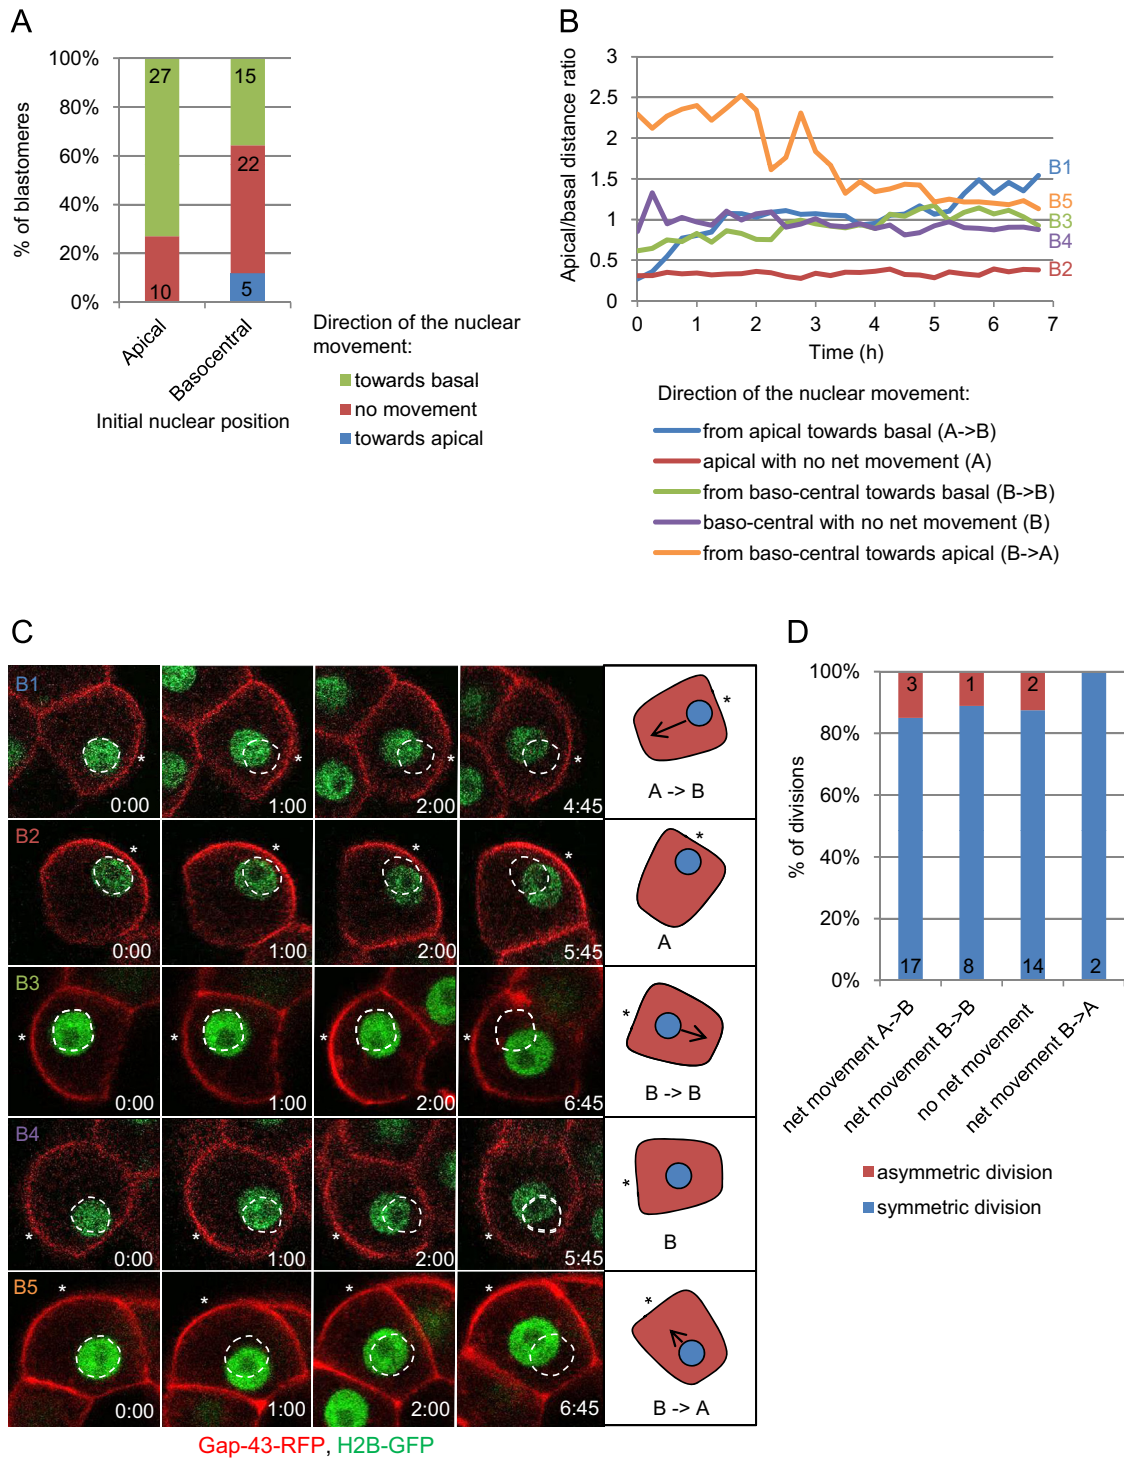 A
100%
80%
60%
40%
20%
0%
% of blastomeres
27
10
15
22
5
Apical
Basocentral
Initial nuclear position
Direction of the nuclear
movement:
towards basal
no movement
towards apical
B
3
2.5
2
1.5
1
0.5
0
Apical/basal distance ratio
B1
B5
B3
B4
B2
0 1 2 3 4 5 6 7
Time (h)
Direction of the nuclear movement:
from apical towards basal (A->B)
apical with no net movement (A)
from baso-central towards basal (B->B)
baso-central with no net movement (B)
from baso-central towards apical (B->A)
C
B1
* * * * *
0:00 1:00 2:00 4:45
A -> B
B2
* * * * *
0:00 1:00 2:00 5:45
A
B3
* * * * *
0:00 1:00 2:00 6:45
B -> B
B4
* * * * *
0:00 1:00 2:00 5:45
B
B5
* * * * *
0:00 1:00 2:00 6:45
B -> A
Gap-43-RFP, H2B-GFP
D
100%
80%
60%
40%
20%
0%
% of divisions
3 1 2
17 8 14 2
net movement A->B
net movement B->B
no net movement
net movement B->A
asymmetric division
symmetric division